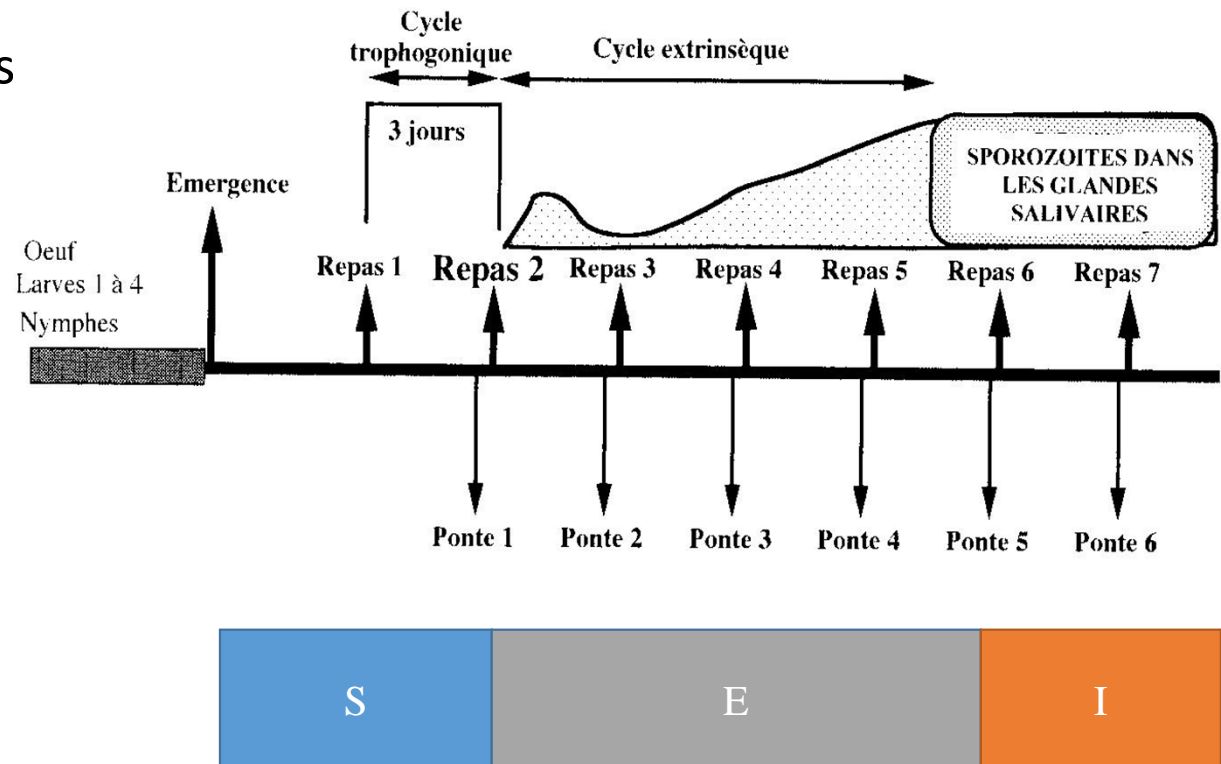 s
Cycle
trophogonique
Cycle extrinsèque
3 jours
SPOROZOITES DANS
LES GLANDES
SALIVAIRES
Emergence
Oeuf
Larves 1 à 4
Nymphes
Repas 1 Repas 2 Repas 3 Repas 4 Repas 5 Repas 6 Repas 7
Ponte 1 Ponte 2 Ponte 3 Ponte 4 Ponte 5 Ponte 6
S E I